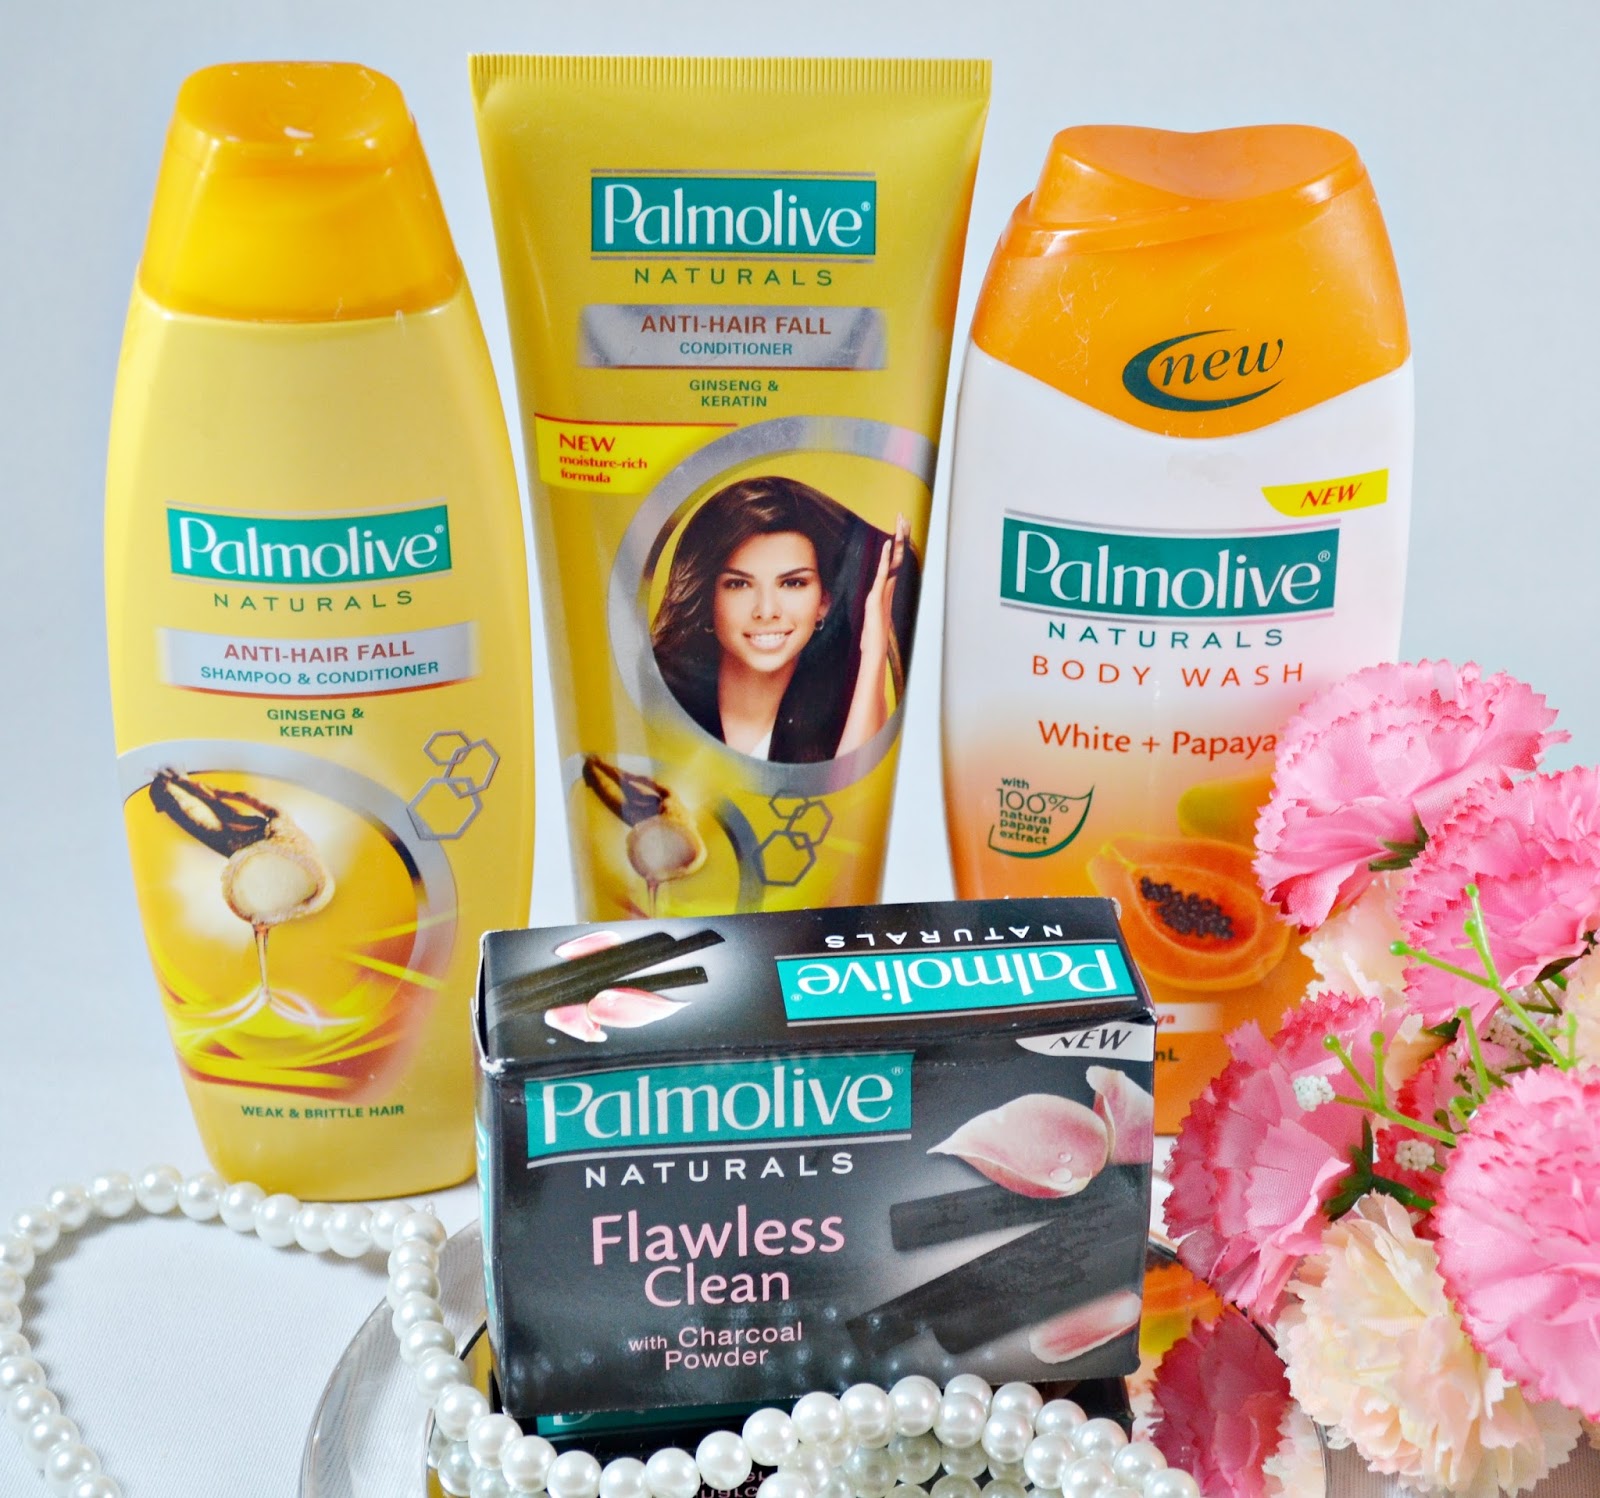 Palmolive®
NATURALS
ANTI-HAIR FALL
SHAMPOO & CONDITIONER
GINSENG &
KERATIN
WEAK & BRITTLE HAIR
Palmolive®
NATURALS
ANTI-HAIR FALL
CONDITIONER
GINSENG &
KERATIN
NEW
moisture-rich
formula
new
NEW
Palmolive®
NATURALS
BODY WASH
White + Papaya
with
100%
natural
papaya
extract
Palmolive®
NATURALS
NEW
Palmolive®
NATURALS
Flawless
Clean
with Charcoal
Powder